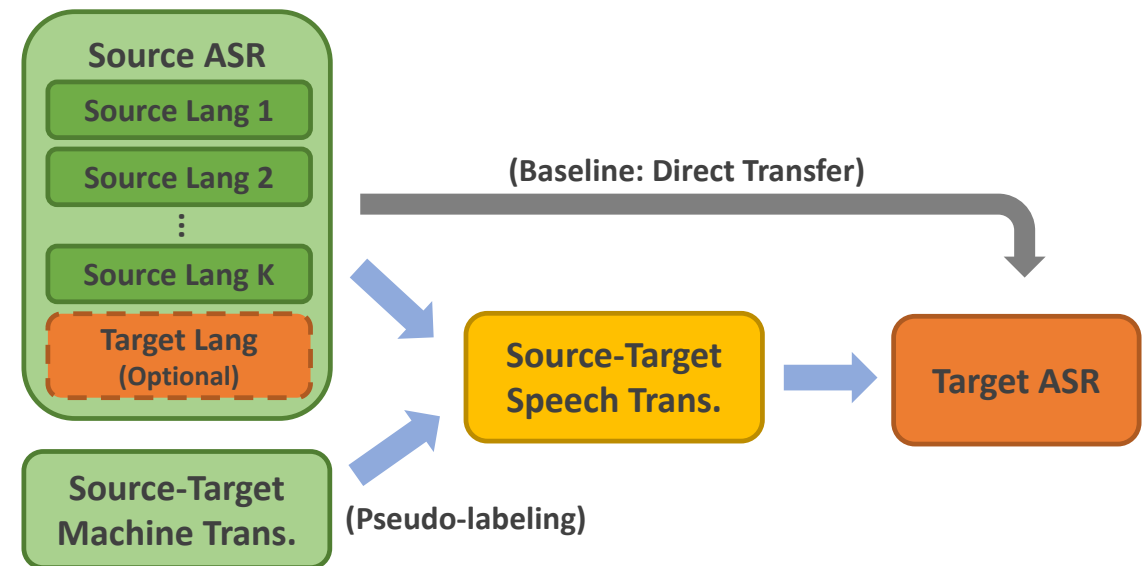 Source ASR
Source Lang 1
Source Lang 2
⋮
Source Lang K
Target Lang
(Optional)
Source-Target
Machine Trans.
(Baseline: Direct Transfer)
(Pseudo-labeling)
Source-Target
Speech Trans.
Target ASR